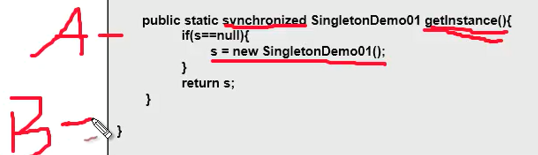 A
public static synchronized SingletonDemo01 getInstance(){
if(s==null){
s = new SingletonDemo01();
}
return s;
}
B
}